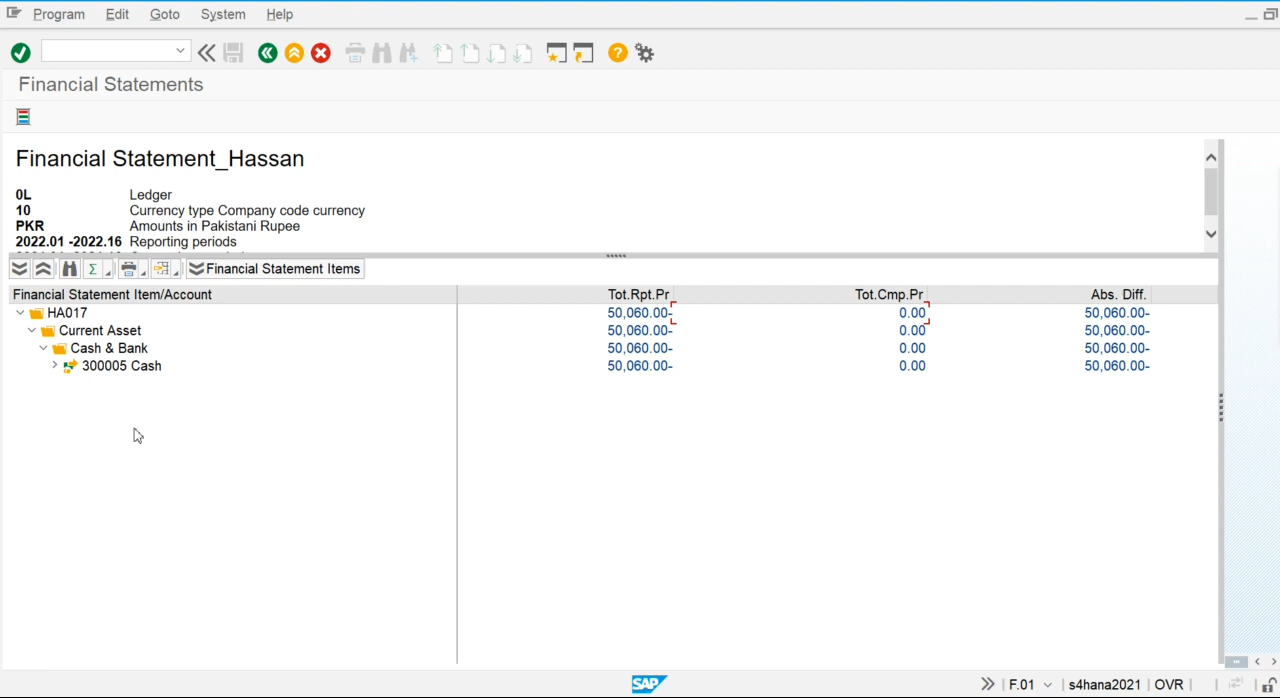 Program Edit Goto System Help
Financial Statements
Financial Statement_Hassan
0L Ledger
10 Currency type Company code currency
PKR Amounts in Pakistani Rupee
2022.01 -2022.16 Reporting periods
Σ Financial Statement Items
Financial Statement Item/Account Tot.Rpt.Pr Tot.Cmp.Pr Abs. Diff.
HA017 50,060.00- 0.00 50,060.00-
Current Asset 50,060.00- 0.00 50,060.00-
Cash & Bank 50,060.00- 0.00 50,060.00-
300005 Cash 50,060.00- 0.00 50,060.00-
SAP F.01 s4hana2021 OVR